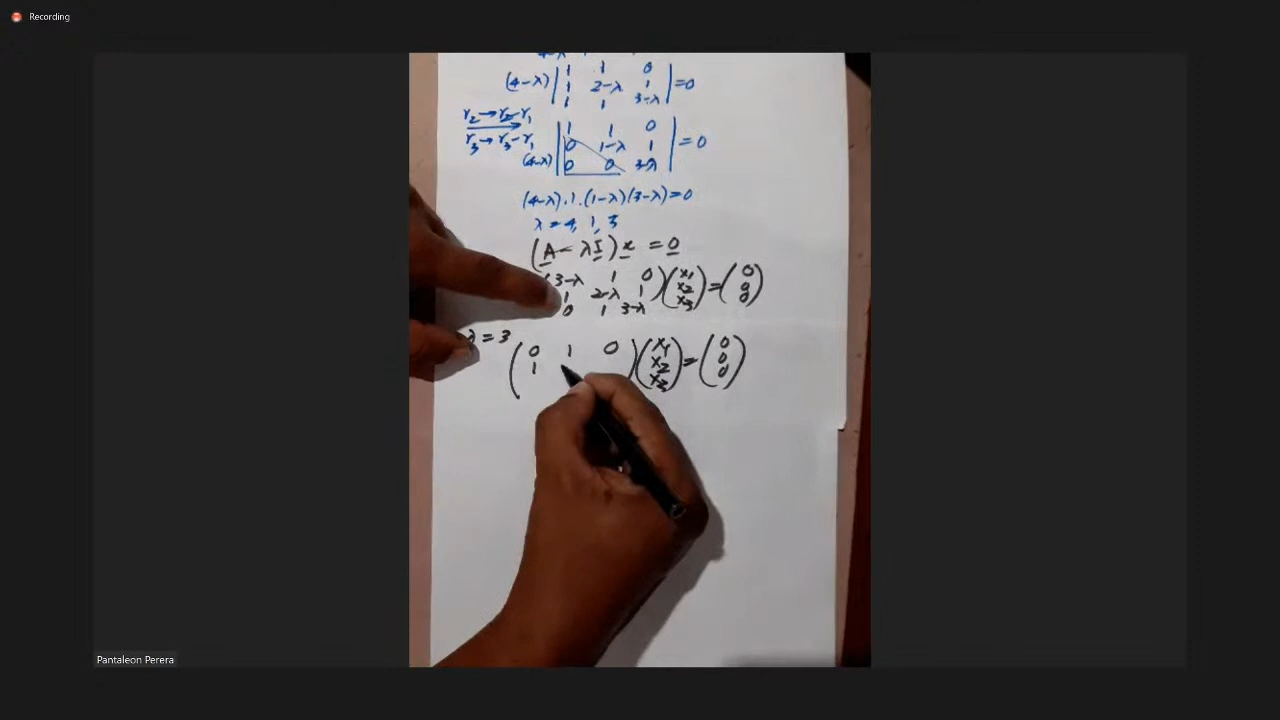 Recording
(4-λ) | 1 1 0 | = 0
| 1 2-λ 1 |
| 1 1 3-λ |
r₂→r₂-r₁
r₃→r₃-r₁
(4-λ) | 1 1 0 | = 0
| 0 1-λ 1 |
| 0 0 3-λ |
(4-λ).1.(1-λ)(3-λ)=0
λ = 4, 1, 3
(A - λI)x = 0
(3-λ 1 0)(x₁) = (0)
(1 2-λ 1)(x₂) (0)
(0 1 3-λ)(x₃) (0)
λ = 3
(0 1 0)(x₁) = (0)
(1 )(x₂) (0)
( )(x₃) (0)
Pantaleon Perera